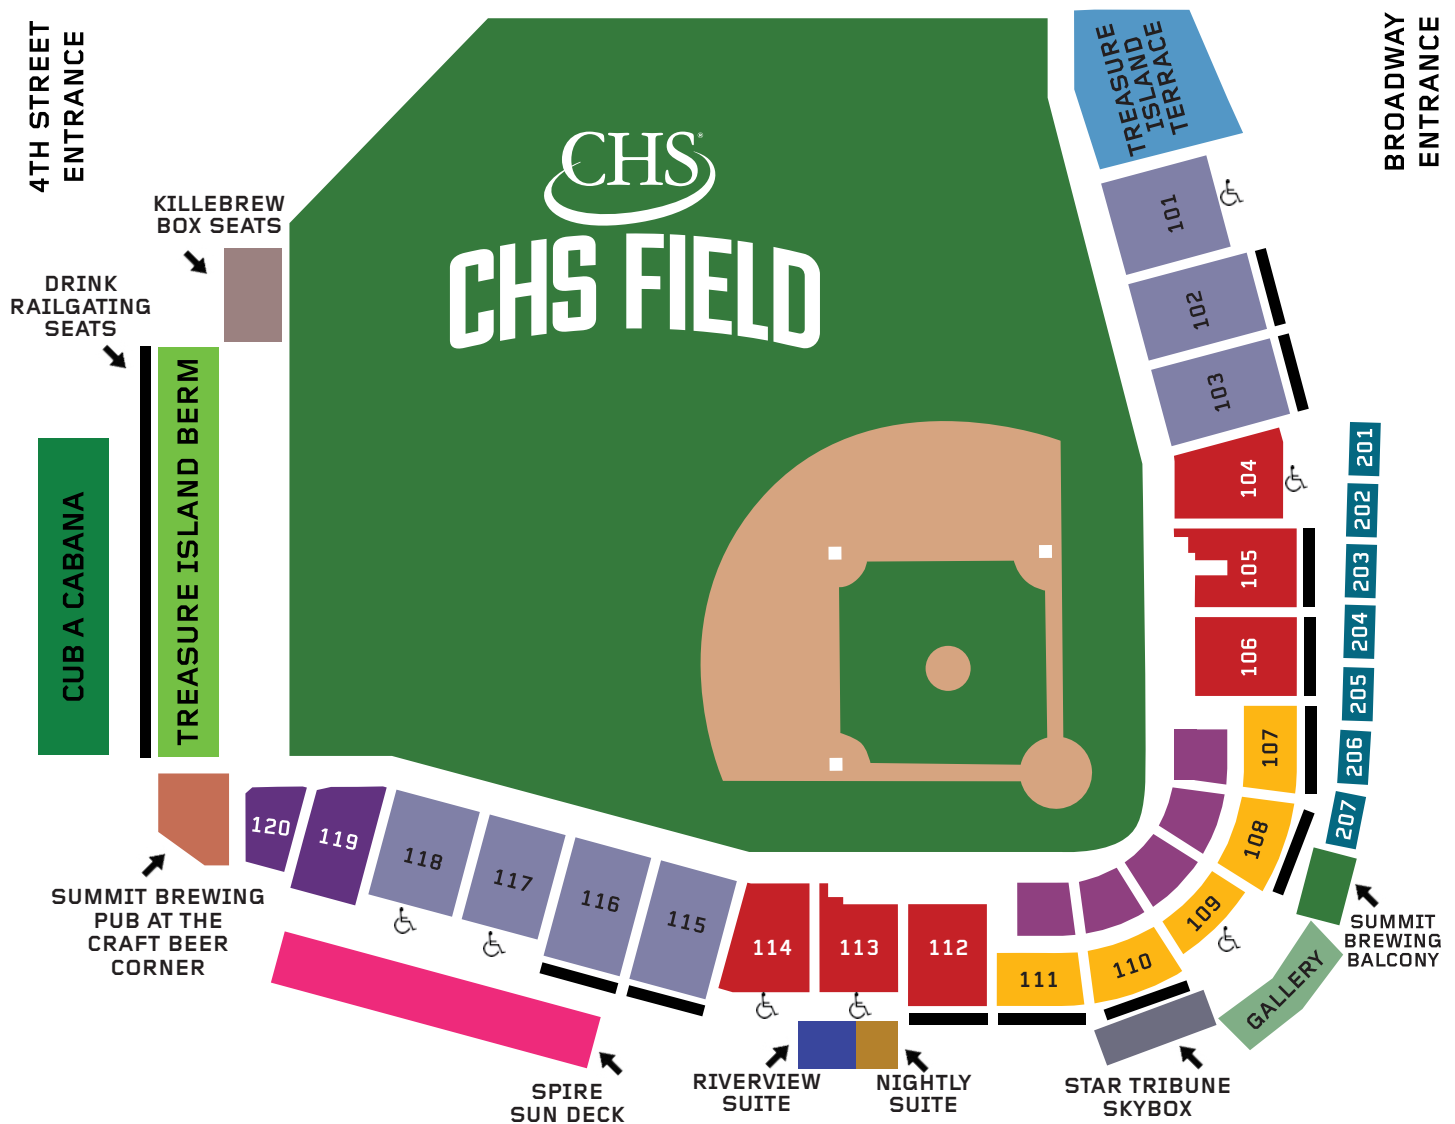 4TH STREET
ENTRANCE
BROADWAY
ENTRANCE
TREASURE
ISLAND
TERRACE
CHS®
CHS FIELD
KILLEBREW
BOX SEATS
DRINK
RAILGATING
SEATS
TREASURE ISLAND BERM
CUB A CABANA
101
102
103
104
105
106
107
108
109
110
111
112
113
114
115
116
117
118
119
120
201
202
203
204
205
206
207
SUMMIT BREWING
PUB AT THE
CRAFT BEER
CORNER
SPIRE
SUN DECK
RIVERVIEW
SUITE
NIGHTLY
SUITE
STAR TRIBUNE
SKYBOX
GALLERY
SUMMIT
BREWING
BALCONY